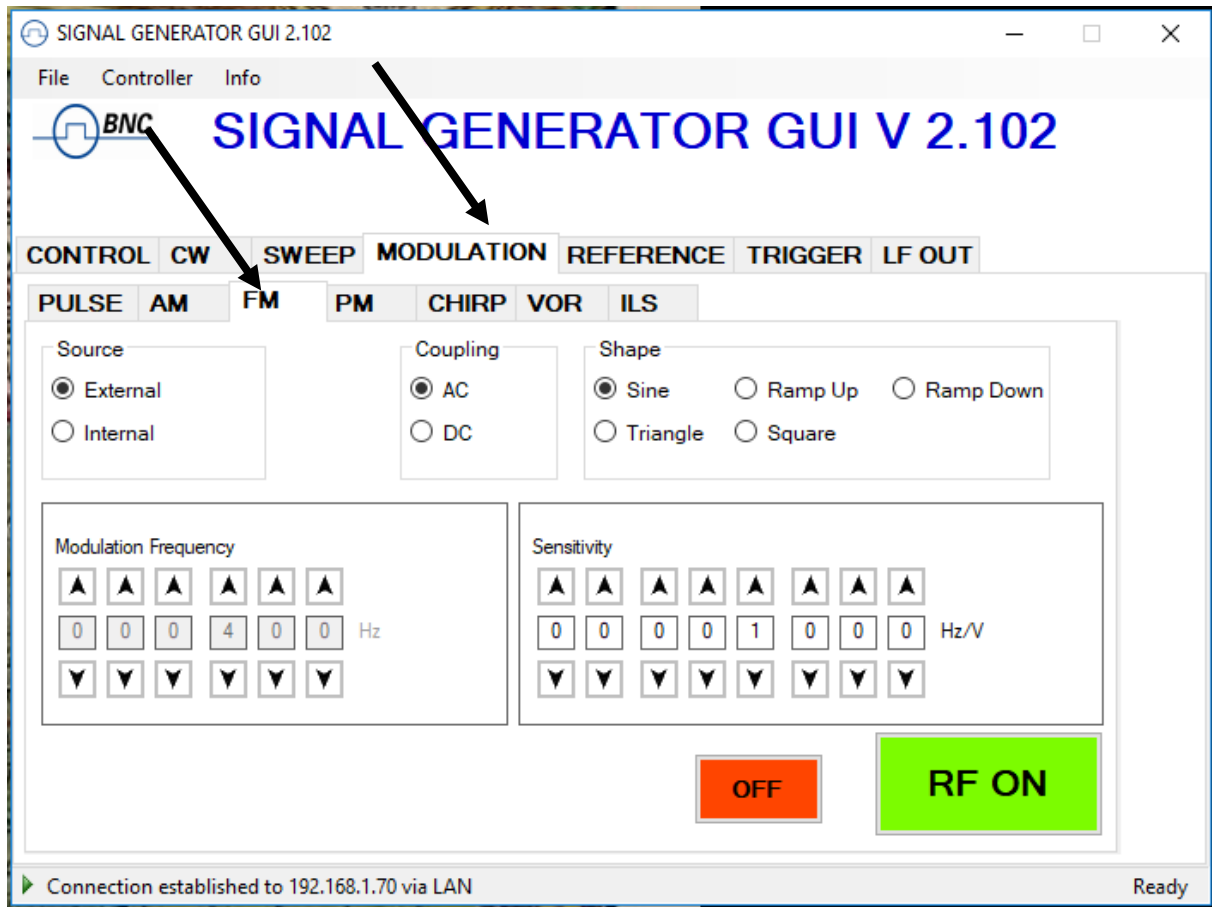 SIGNAL GENERATOR GUI 2.102
File Controller Info
BNC
SIGNAL GENERATOR GUI V 2.102
CONTROL CW SWEEP MODULATION REFERENCE TRIGGER LF OUT
PULSE AM FM PM CHIRP VOR ILS
Source Coupling Shape
External AC Sine Ramp Up Ramp Down
Internal DC Triangle Square
Modulation Frequency Sensitivity
0 0 0 4 0 0 Hz 0 0 0 0 1 0 0 0 Hz/V
OFF RF ON
Connection established to 192.168.1.70 via LAN Ready